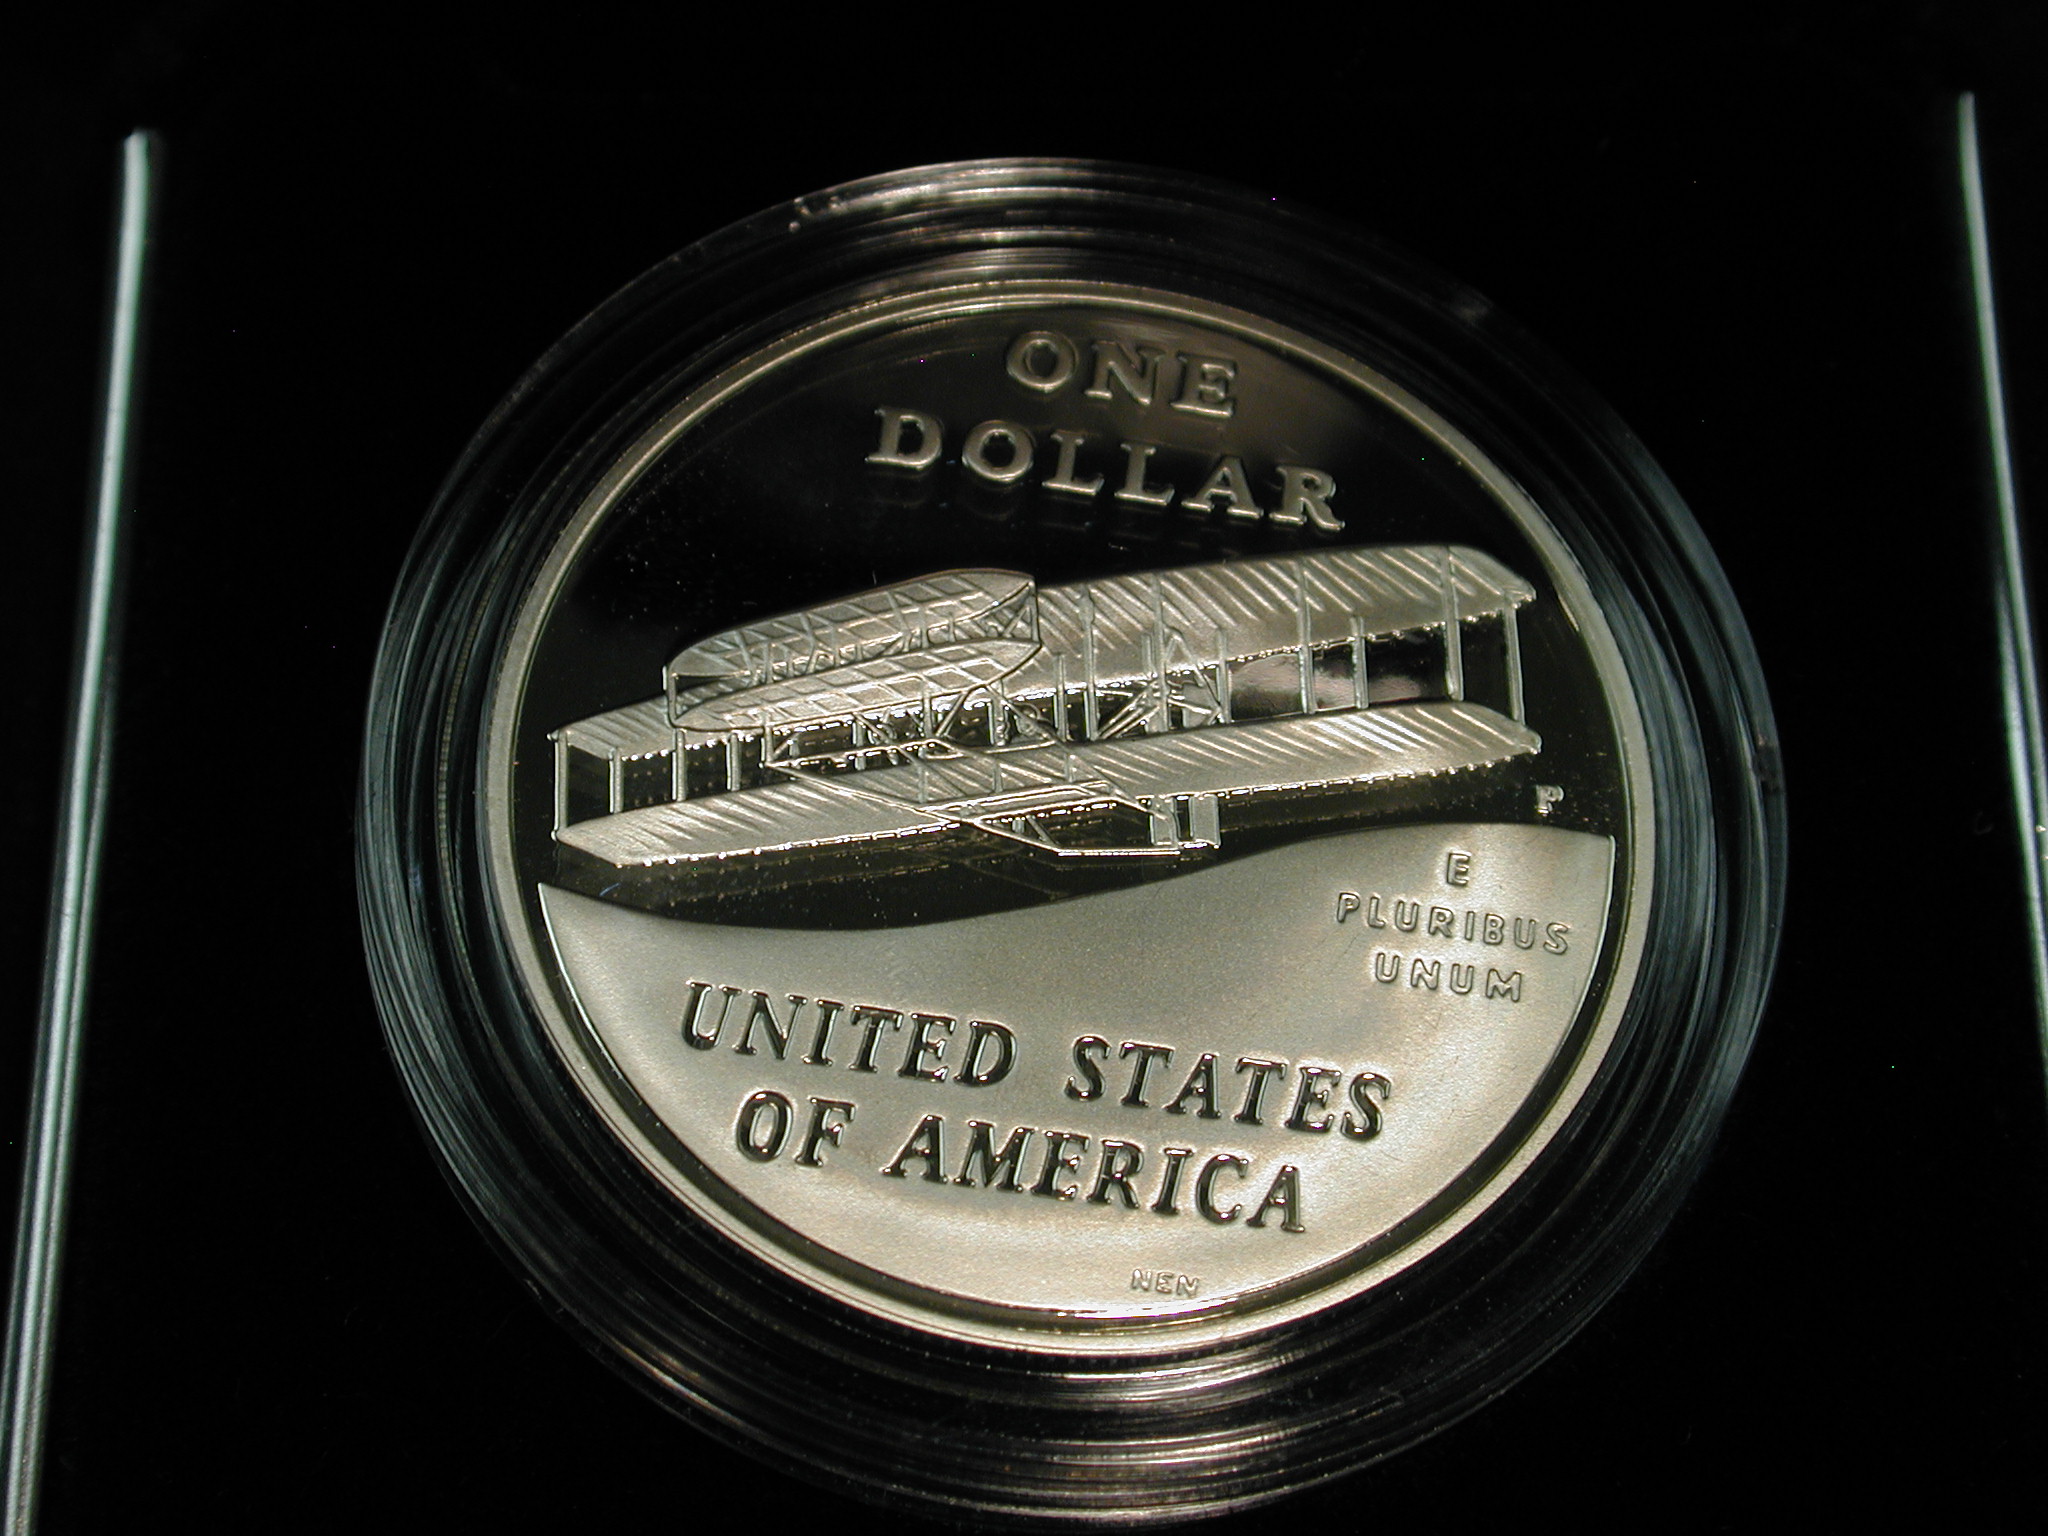 ONE
DOLLAR
P
E
PLURIBUS
UNUM
UNITED STATES
OF AMERICA
NEN